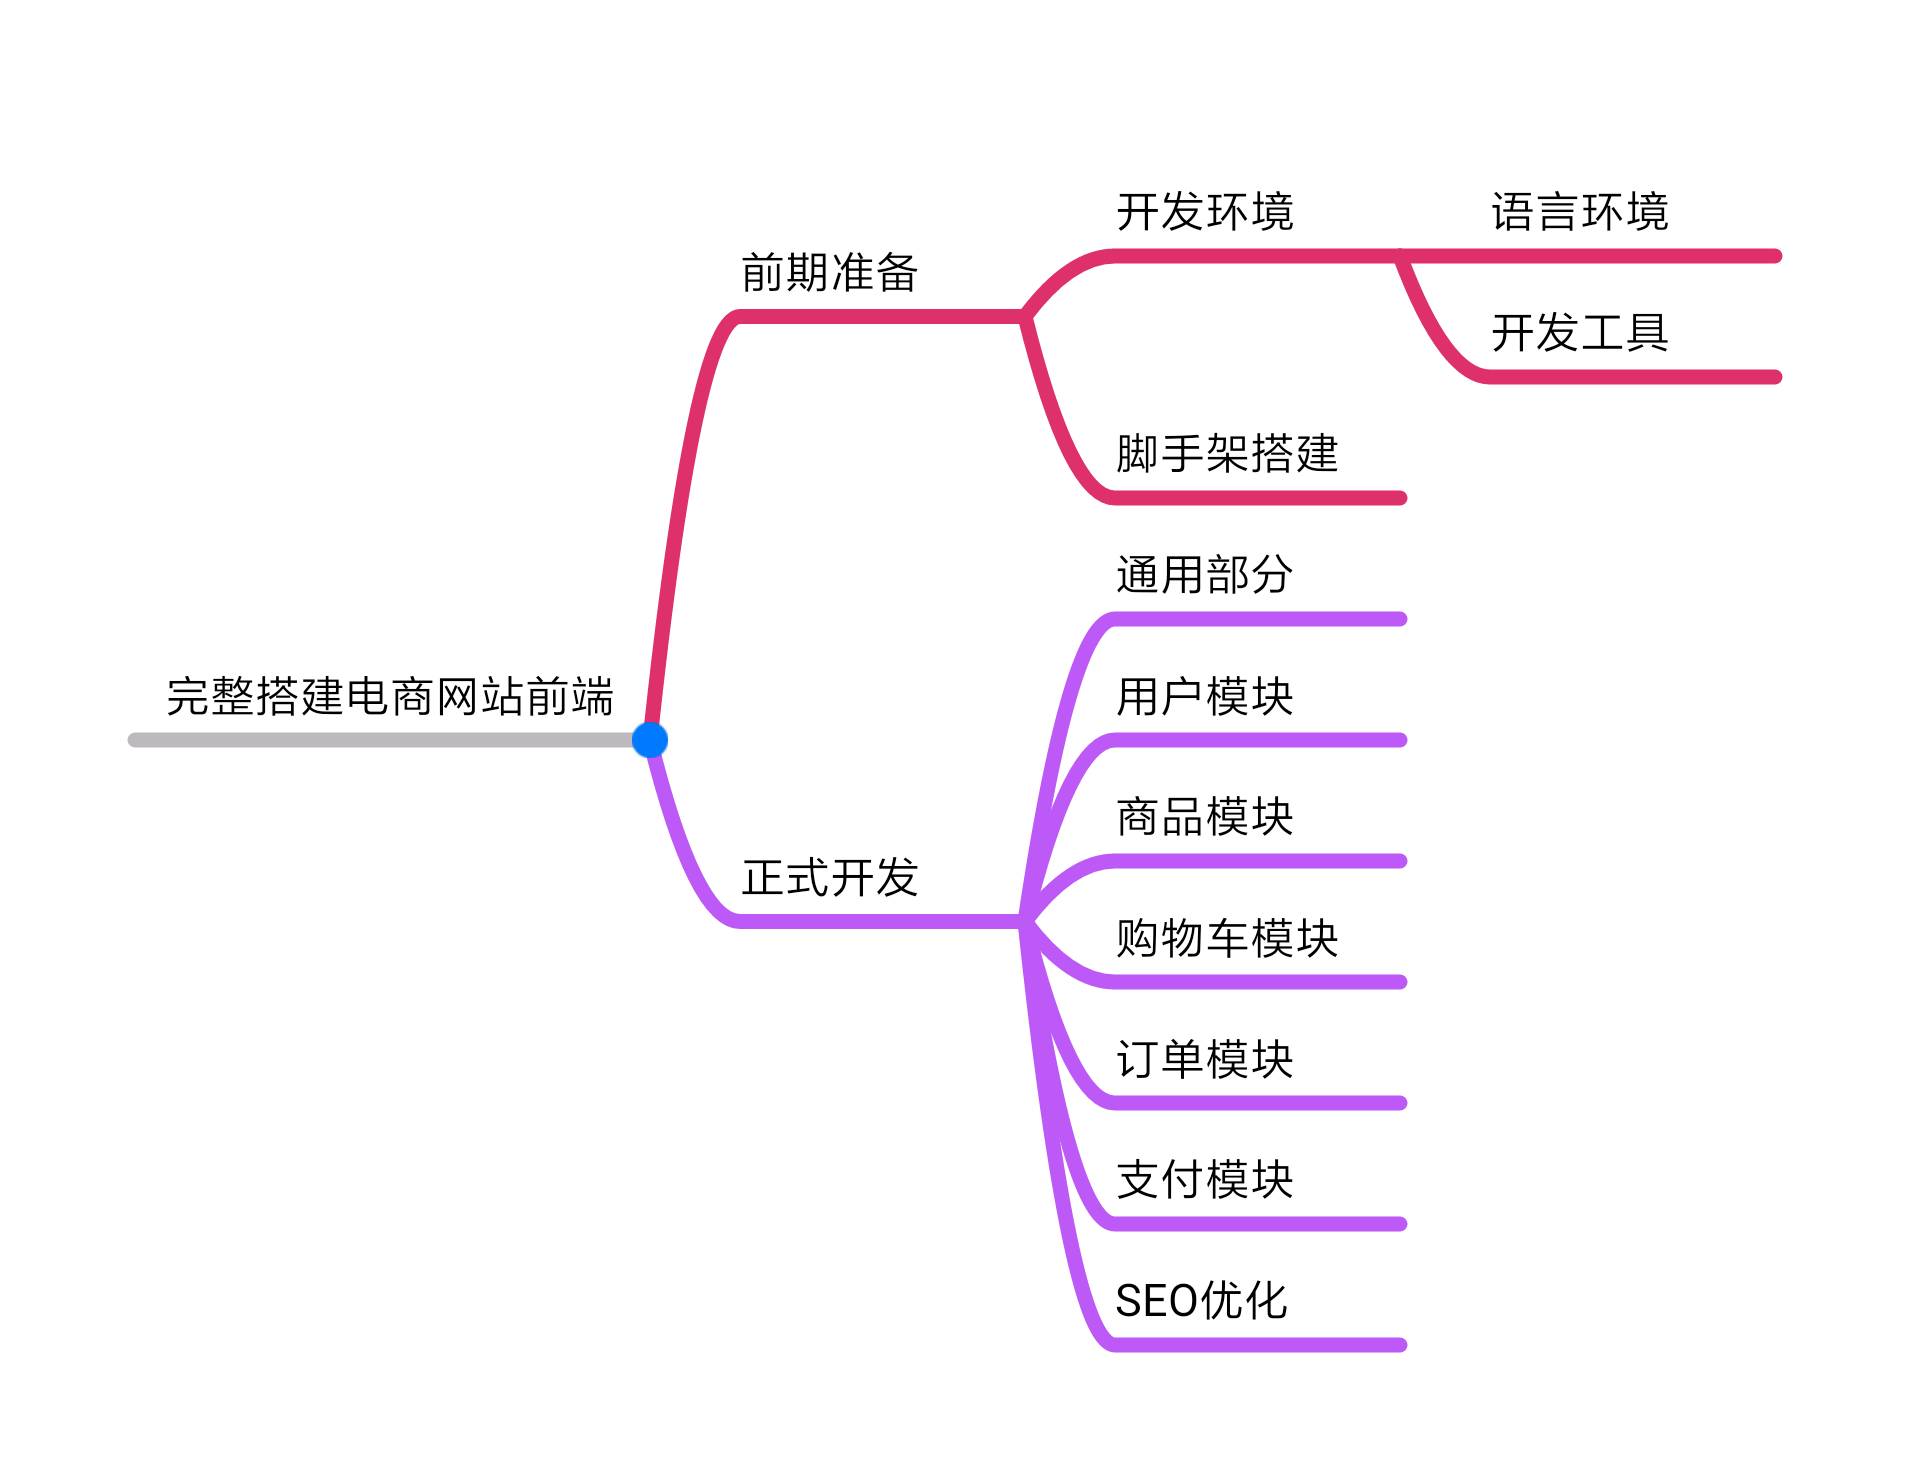 完整搭建电商网站前端
前期准备
开发环境
语言环境
开发工具
脚手架搭建
正式开发
通用部分
用户模块
商品模块
购物车模块
订单模块
支付模块
SEO优化